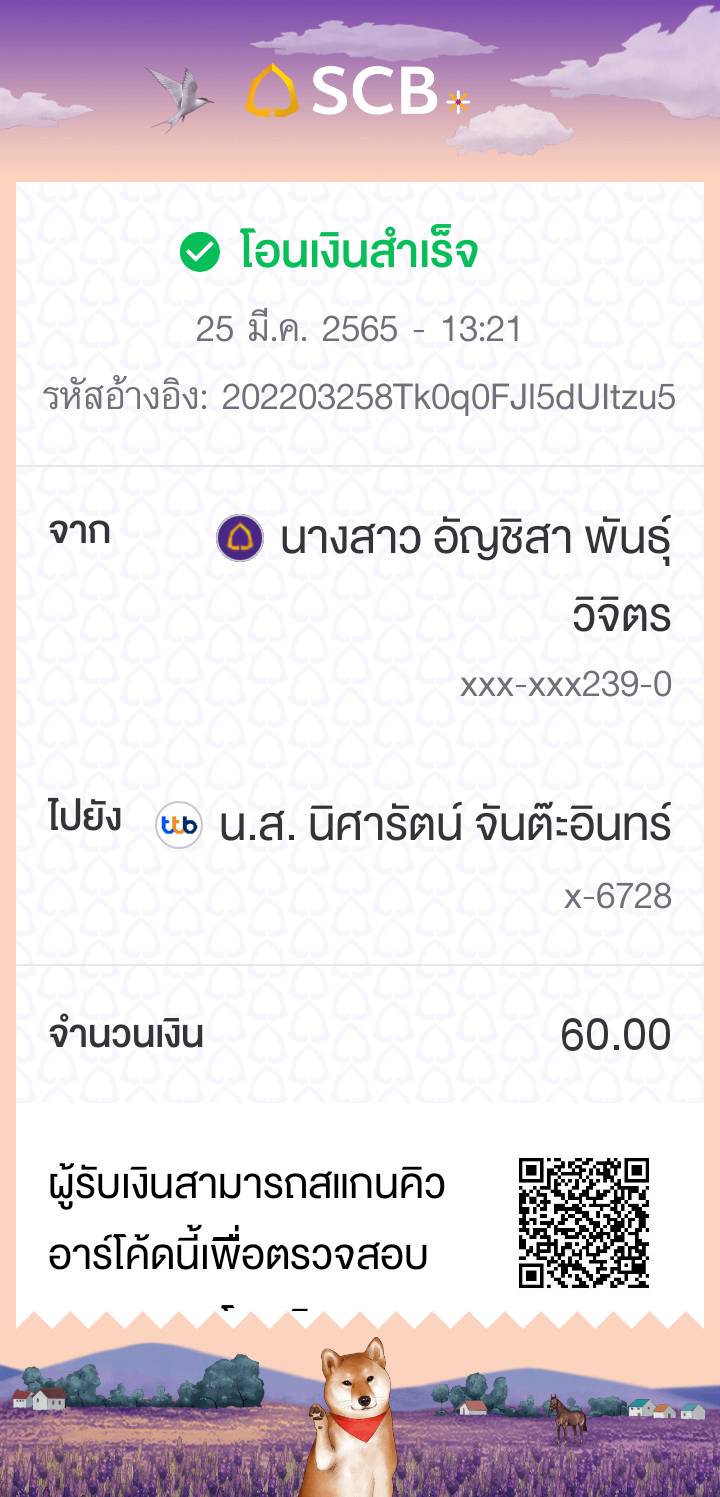 SCB
โอนเงินสำเร็จ
25 มี.ค. 2565 - 13:21
รหัสอ้างอิง: 202203258Tk0q0FJl5dUItzu5
จาก
นางสาว อัญชิสา พันธุ์
วิจิตร
xxx-xxx239-0
ไปยัง
ttb น.ส. นิศารัตน์ จันต๊ะอินทร์
x-6728
จำนวนเงิน 60.00
ผู้รับเงินสามารถสแกนคิว
อาร์โค้ดนี้เพื่อตรวจสอบ